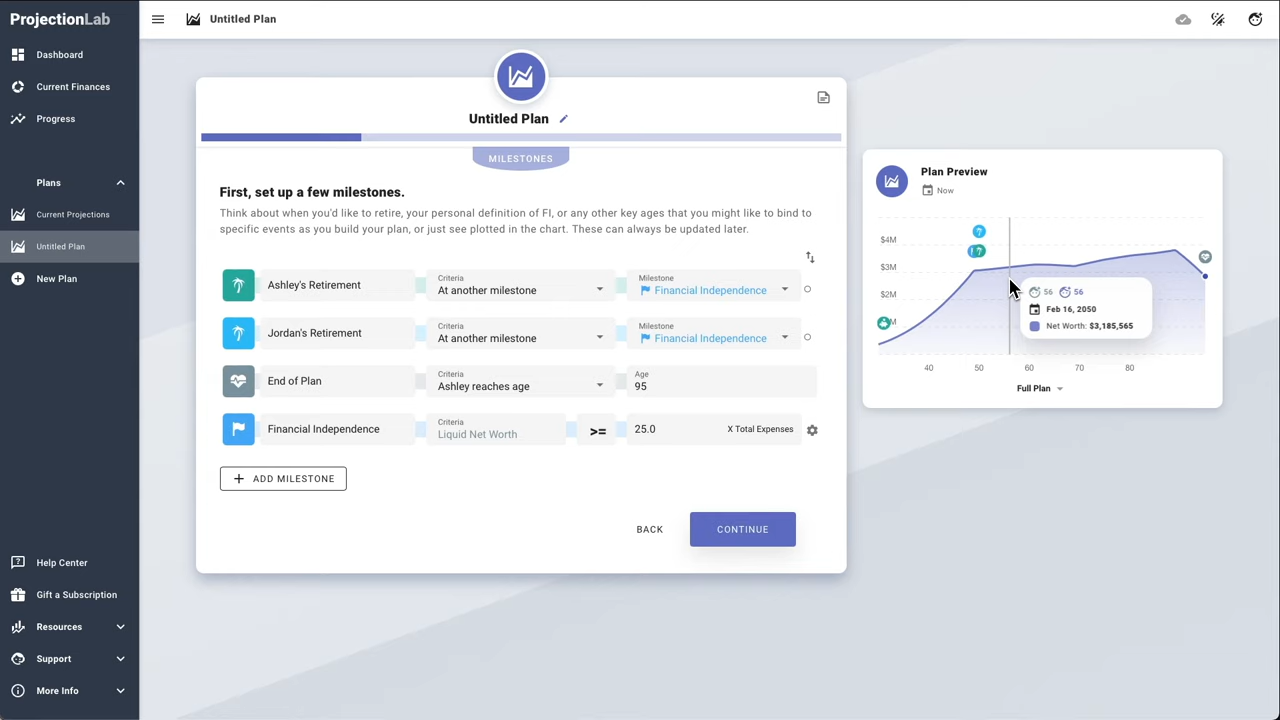 ProjectionLab
Untitled Plan
Dashboard
Current Finances
Progress
Plans
Current Projections
Untitled Plan
New Plan
Help Center
Gift a Subscription
Resources
Support
More Info
Untitled Plan
MILESTONES
First, set up a few milestones.
Think about when you'd like to retire, your personal definition of FI, or any other key ages that you might like to bind to
specific events as you build your plan, or just see plotted in the chart. These can always be updated later.
Ashley's Retirement
Criteria
At another milestone
Milestone
Financial Independence
Jordan's Retirement
Criteria
At another milestone
Milestone
Financial Independence
End of Plan
Criteria
Ashley reaches age
Age
95
Financial Independence
Criteria
Liquid Net Worth
>=
25.0
X Total Expenses
ADD MILESTONE
BACK
CONTINUE
Plan Preview
Now
$4M
$3M
$2M
M
56 56
Feb 16, 2050
Net Worth: $3,185,565
40 50 60 70 80
Full Plan